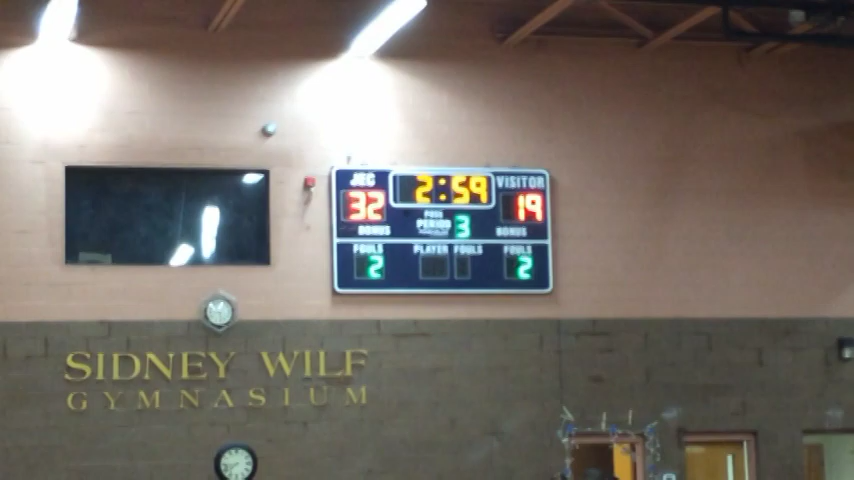 JEC 2:59 VISITOR
32 19
PERIOD 3
BONUS BONUS
FOULS PLAYER FOULS FOULS
2 2
SIDNEY WILF
GYMNASIUM